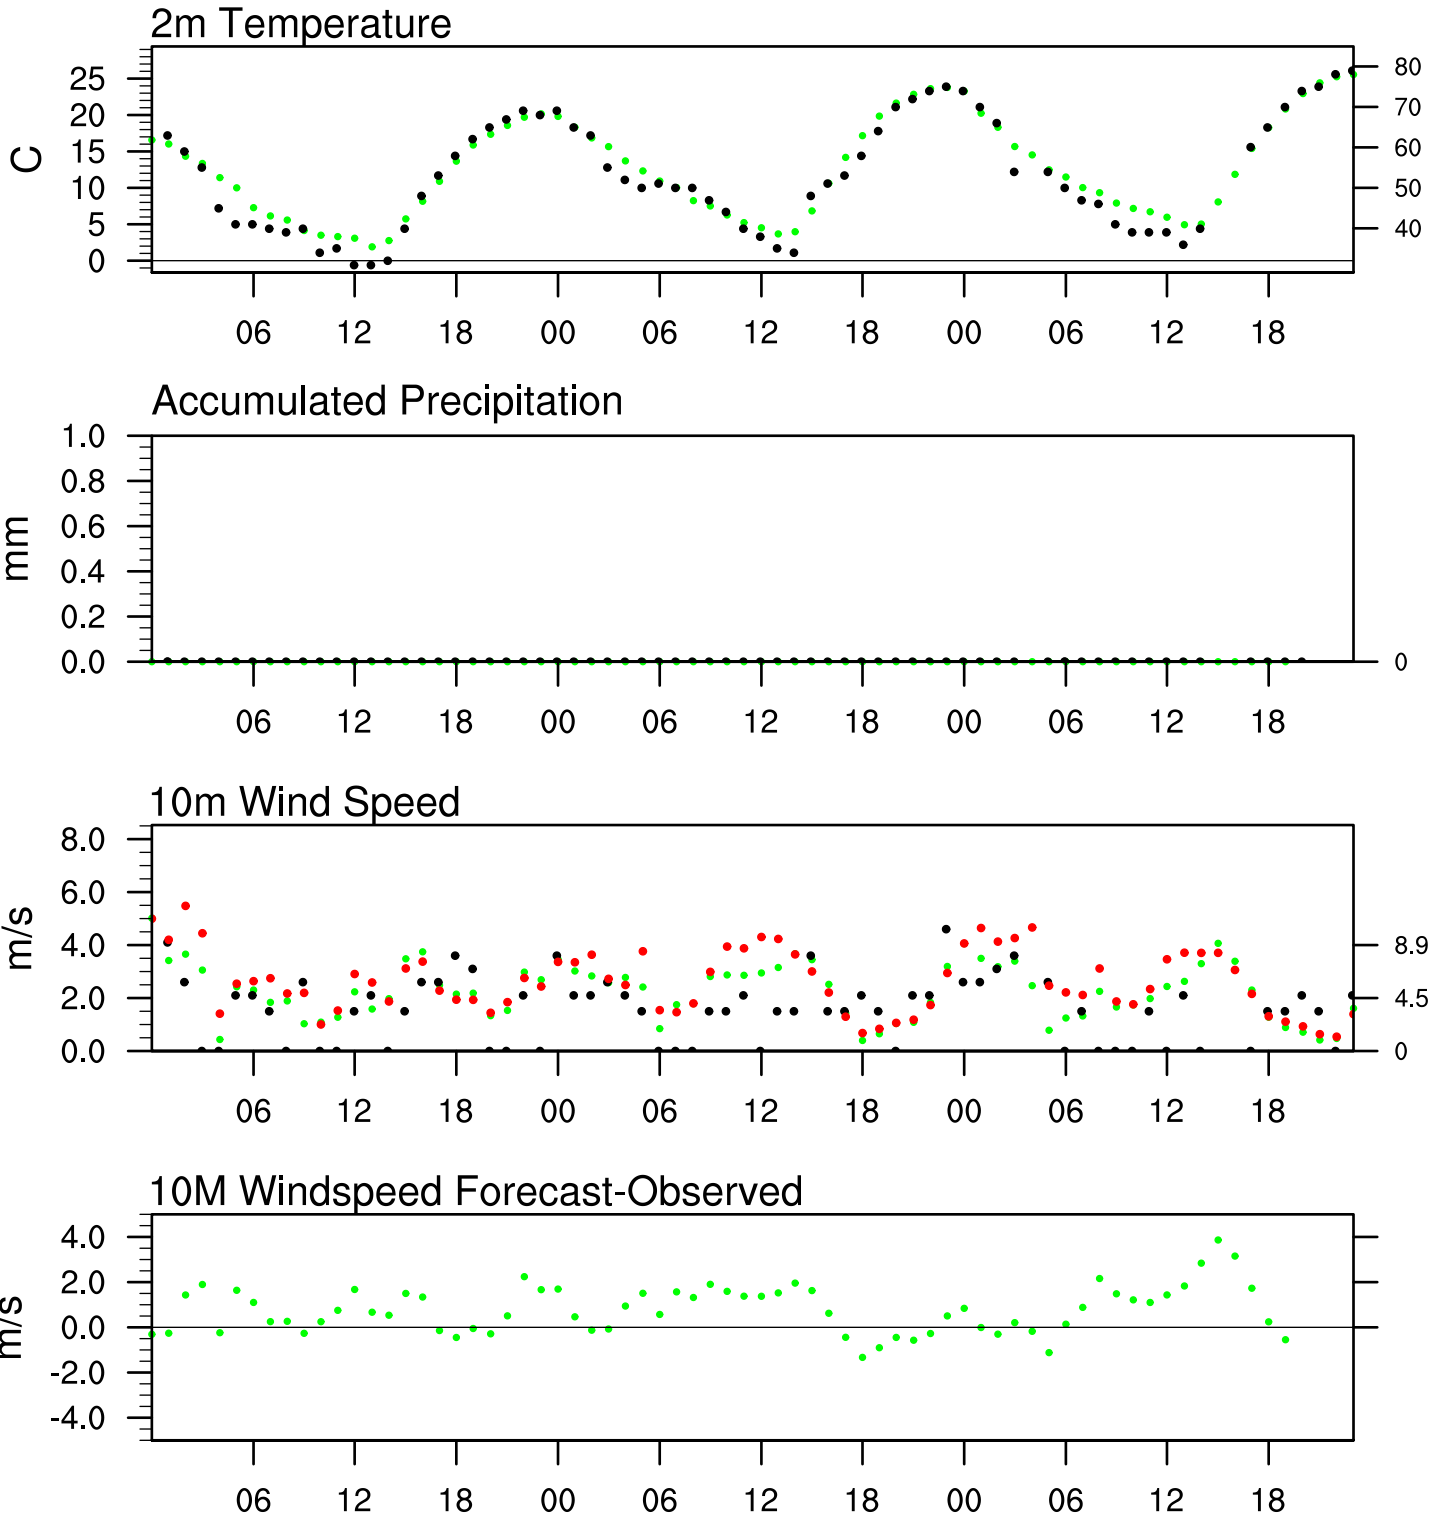 2m Temperature
25
20
15
10
5
0
C
80
70
60
50
40
06 12 18 00 06 12 18 00 06 12 18
Accumulated Precipitation
1.0
0.8
0.6
0.4
0.2
0.0
mm
0
06 12 18 00 06 12 18 00 06 12 18
10m Wind Speed
8.0
6.0
4.0
2.0
0.0
m/s
8.9
4.5
0
06 12 18 00 06 12 18 00 06 12 18
10M Windspeed Forecast-Observed
4.0
2.0
0.0
-2.0
-4.0
m/s
06 12 18 00 06 12 18 00 06 12 18